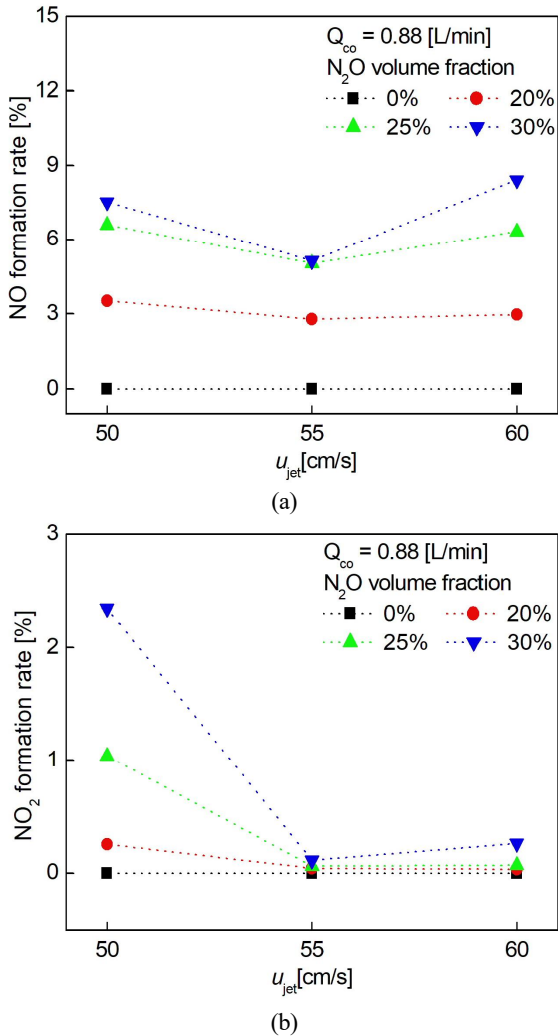 15
12
9
6
3
0
NO formation rate [%]
Q_co = 0.88 [L/min]
N₂O volume fraction
0% 20%
25% 30%
50 55 60
u_jet[cm/s]
(a)
3
2
1
0
NO₂ formation rate [%]
Q_co = 0.88 [L/min]
N₂O volume fraction
0% 20%
25% 30%
50 55 60
u_jet[cm/s]
(b)